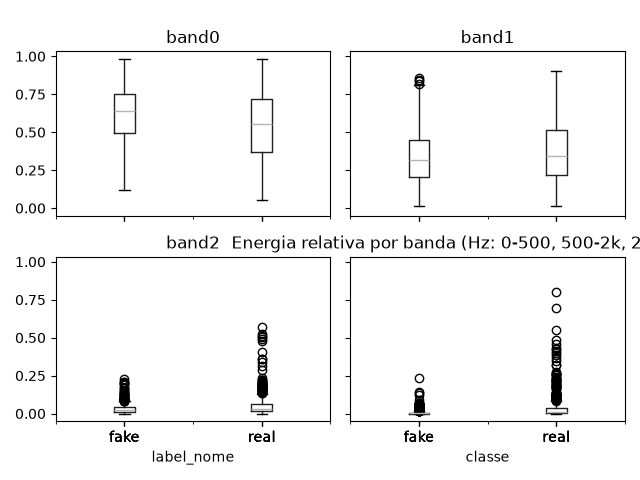 band0
band1
1.00
0.75
0.50
0.25
0.00
band2 Energia relativa por banda (Hz: 0-500, 500-2k, 2
1.00
0.75
0.50
0.25
0.00
fake real fake real
label_nome classe